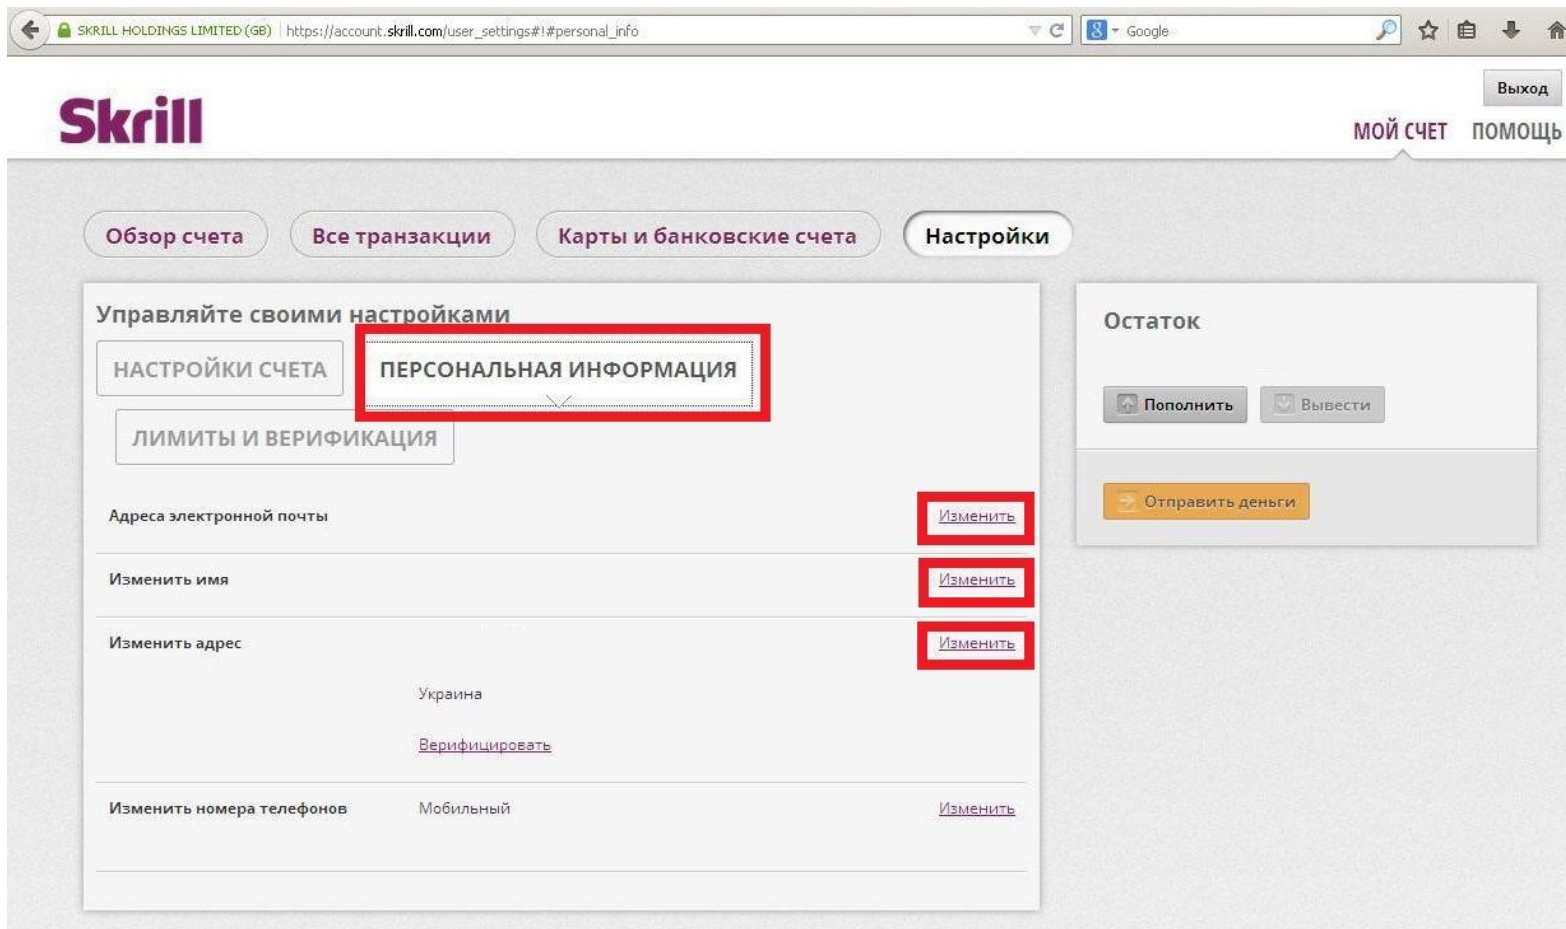 SKRILL HOLDINGS LIMITED (GB) https://account.skrill.com/user_settings#!#personal_info Google
Выход
Skrill
МОЙ СЧЕТ ПОМОЩЬ
Обзор счета Все транзакции Карты и банковские счета Настройки
Управляйте своими настройками
НАСТРОЙКИ СЧЕТА ПЕРСОНАЛЬНАЯ ИНФОРМАЦИЯ
ЛИМИТЫ И ВЕРИФИКАЦИЯ
Адреса электронной почты Изменить
Изменить имя Изменить
Изменить адрес Изменить
Украина
Верифицировать
Изменить номера телефонов Мобильный Изменить
Остаток
Пополнить Вывести
Отправить деньги